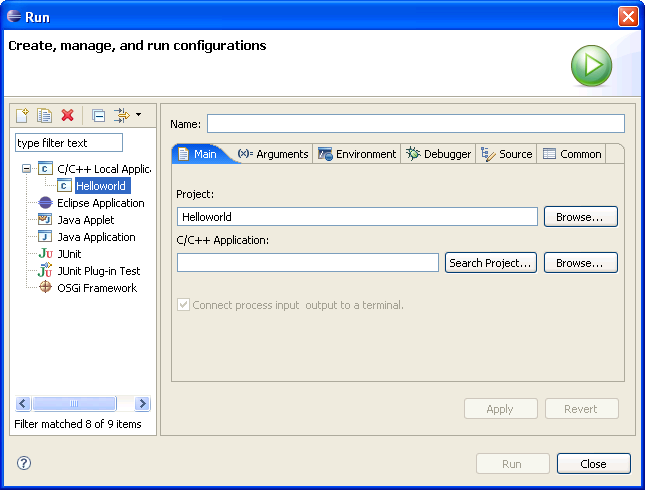 Run
Create, manage, and run configurations
type filter text
C/C++ Local Applica
Helloworld
Eclipse Application
Java Applet
Java Application
JUnit
JUnit Plug-in Test
OSGi Framework
Filter matched 8 of 9 items
Name:
Main (x)= Arguments Environment Debugger Source Common
Project:
Helloworld Browse...
C/C++ Application:
Search Project... Browse...
Connect process input output to a terminal.
Apply Revert
Run Close